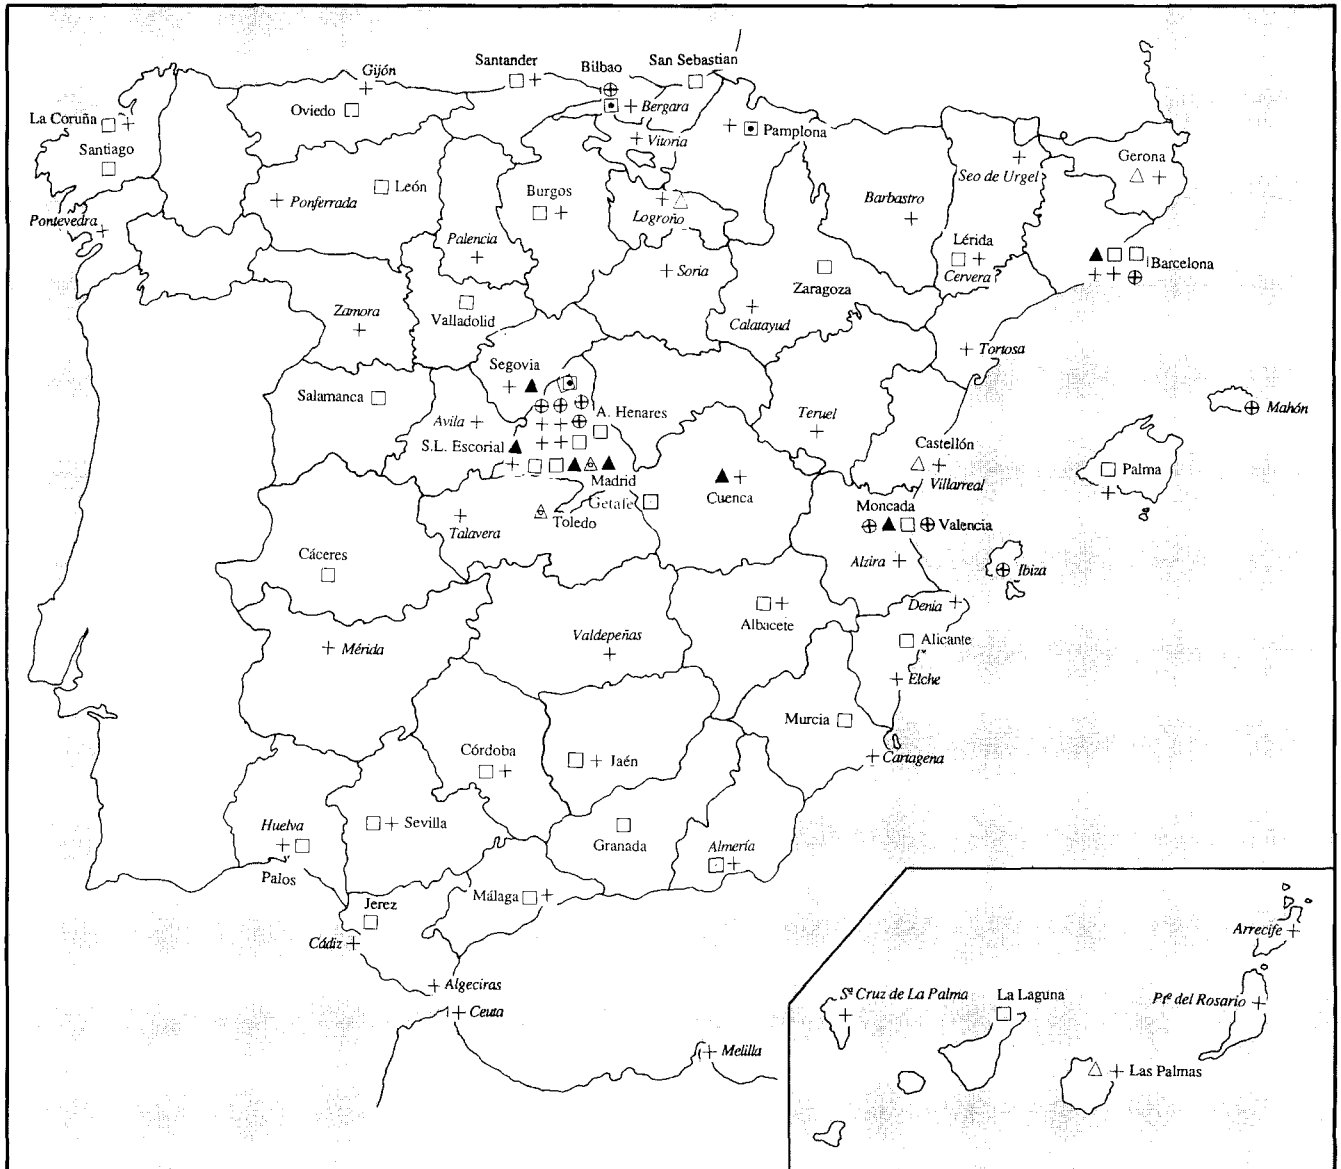 Gijón
Santander
Bilbao
San Sebastian
Oviedo
Bergara
La Coruña
Santiago
Vitoria
Pamplona
Gerona
Seo de Urgel
León
Ponferrada
Burgos
Logroño
Barbastro
Pontevedra
Palencia
Lérida
Cervera
Barcelona
Soria
Zaragoza
Zamora
Valladolid
Calatayud
Tortosa
Segovia
Salamanca
Avila
A. Henares
Teruel
Mahón
S.L. Escorial
Castellón
Villarreal
Palma
Madrid
Getafe
Cuenca
Talavera
Toledo
Moncada
Valencia
Cáceres
Alzira
Ibiza
Denia
Albacete
Mérida
Valdepeñas
Alicante
Elche
Murcia
Córdoba
Jaén
Cartagena
Huelva
Sevilla
Granada
Almería
Palos
Málaga
Jerez
Cádiz
Arrecife
Algeciras
Ceuta
Sª Cruz de La Palma
La Laguna
Ptº del Rosario
Melilla
Las Palmas